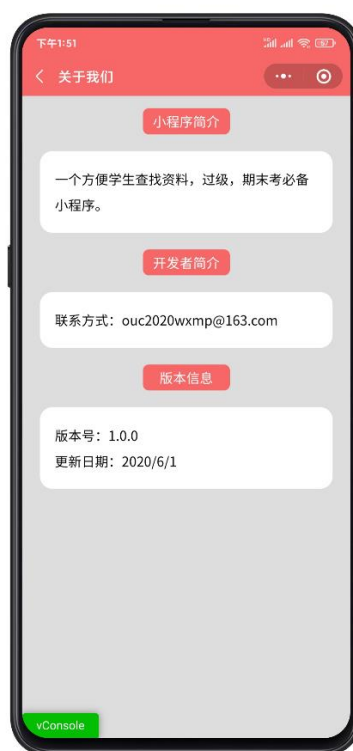 下午1:51
关于我们
小程序简介
一个方便学生查找资料，过级，期末考必备
小程序。
开发者简介
联系方式：ouc2020wxmp@163.com
版本信息
版本号：1.0.0
更新日期：2020/6/1
vConsole